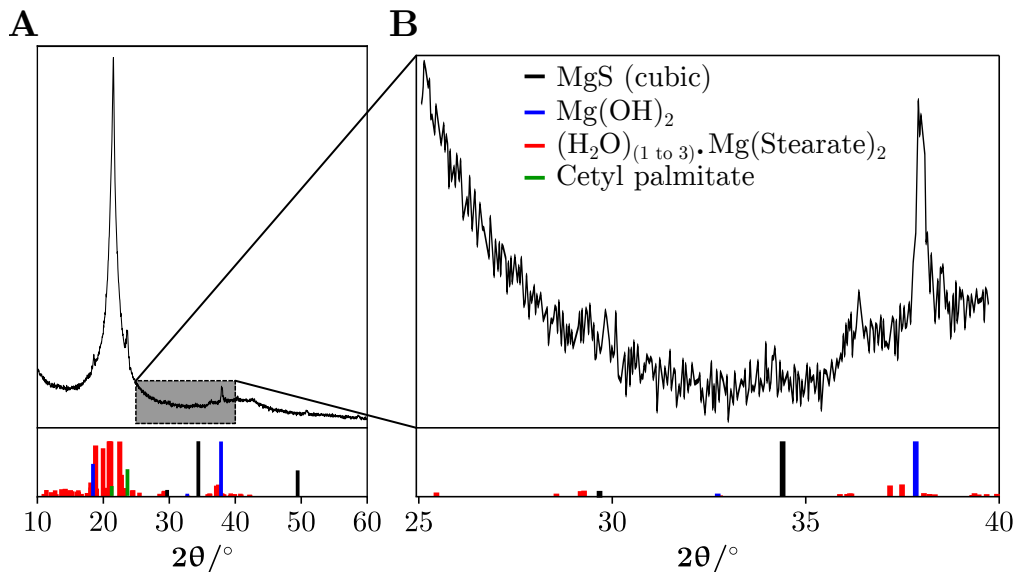 A
B
MgS (cubic)
Mg(OH)₂
(H₂O)₍₁ ₜₒ ₃₎.Mg(Stearate)₂
Cetyl palmitate
10 20 30 40 50 60
25 30 35 40
2θ/°
2θ/°